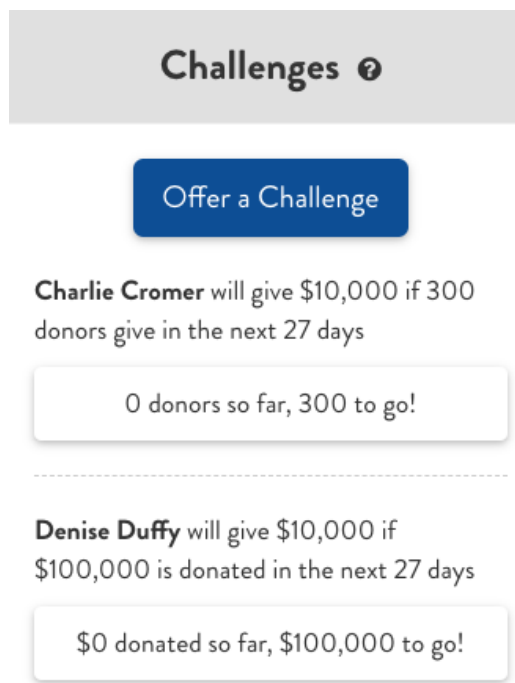 Challenges ?
Offer a Challenge
Charlie Cromer will give $10,000 if 300
donors give in the next 27 days
0 donors so far, 300 to go!
Denise Duffy will give $10,000 if
$100,000 is donated in the next 27 days
$0 donated so far, $100,000 to go!